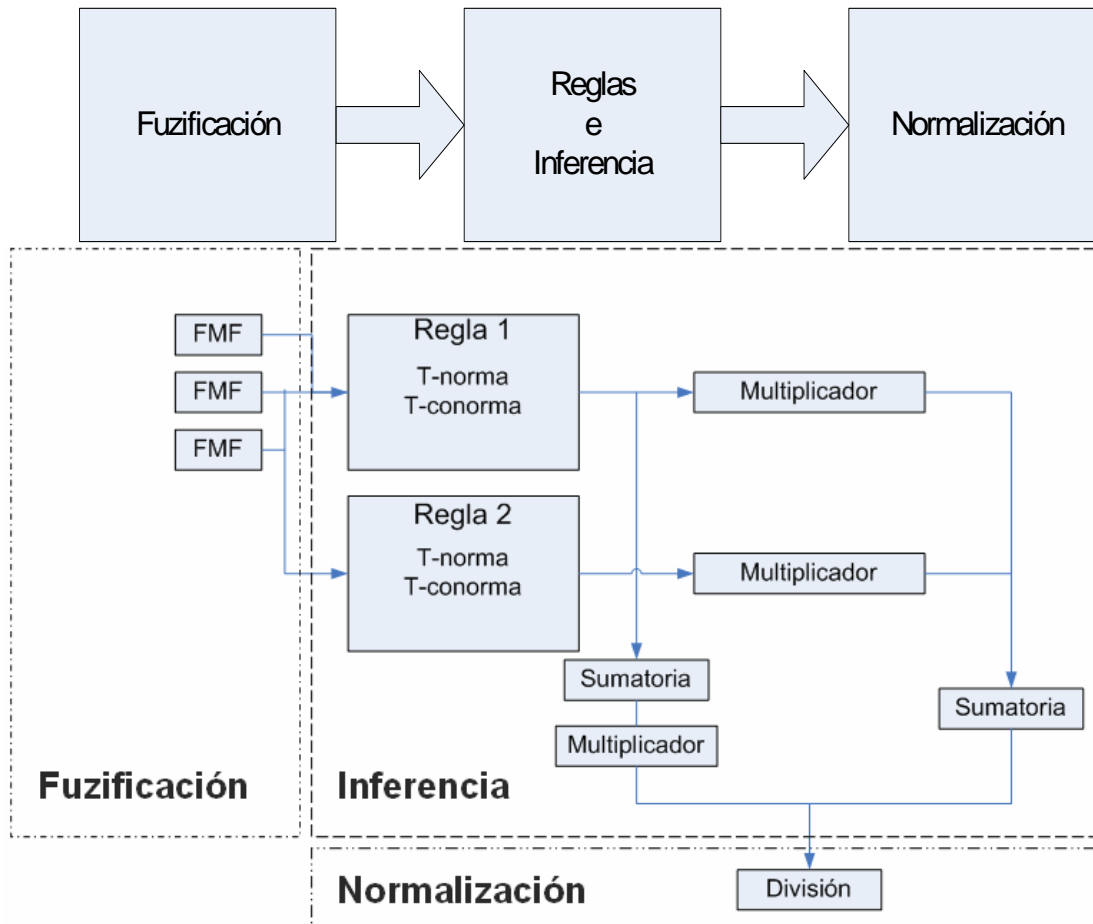 Fuzificación
Reglas
e
Inferencia
Normalización
FMF
FMF
FMF
Regla 1
T-norma
T-conorma
Multiplicador
Regla 2
T-norma
T-conorma
Multiplicador
Sumatoria
Sumatoria
Multiplicador
Fuzificación
Inferencia
Normalización
División